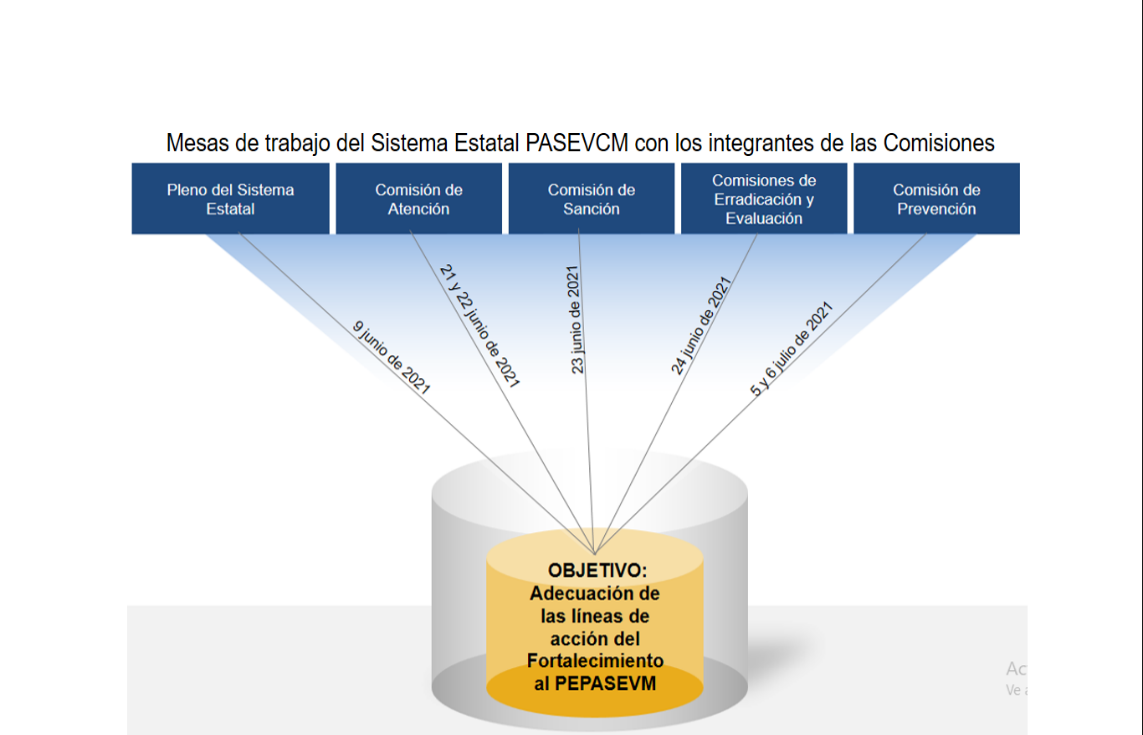 Mesas de trabajo del Sistema Estatal PASEVCM con los integrantes de las Comisiones
Pleno del Sistema
Estatal
Comisión de
Atención
Comisión de
Sanción
Comisiones de
Erradicación y
Evaluación
Comisión de
Prevención
9 junio de 2021
21 y 22 junio de 2021
23 junio de 2021
24 junio de 2021
5 y 6 julio de 2021
OBJETIVO:
Adecuación de
las líneas de
acción del
Fortalecimiento
al PEPASEVM
Ac
Ve